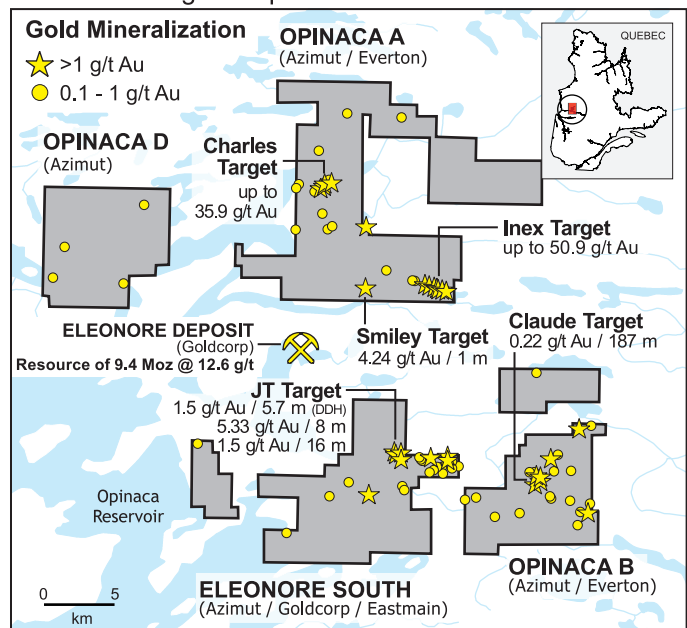 Gold Mineralization
>1 g/t Au
0.1 - 1 g/t Au
OPINACA A
(Azimut / Everton)
QUEBEC
OPINACA D
(Azimut)
Charles
Target
up to
35.9 g/t Au
Inex Target
up to 50.9 g/t Au
ELEONORE DEPOSIT
(Goldcorp)
Resource of 9.4 Moz @ 12.6 g/t
Smiley Target
4.24 g/t Au / 1 m
Claude Target
0.22 g/t Au / 187 m
JT Target
1.5 g/t Au / 5.7 m (DDH)
5.33 g/t Au / 8 m
1.5 g/t Au / 16 m
Opinaca
Reservoir
0 5
km
ELEONORE SOUTH
(Azimut / Goldcorp / Eastmain)
OPINACA B
(Azimut / Everton)